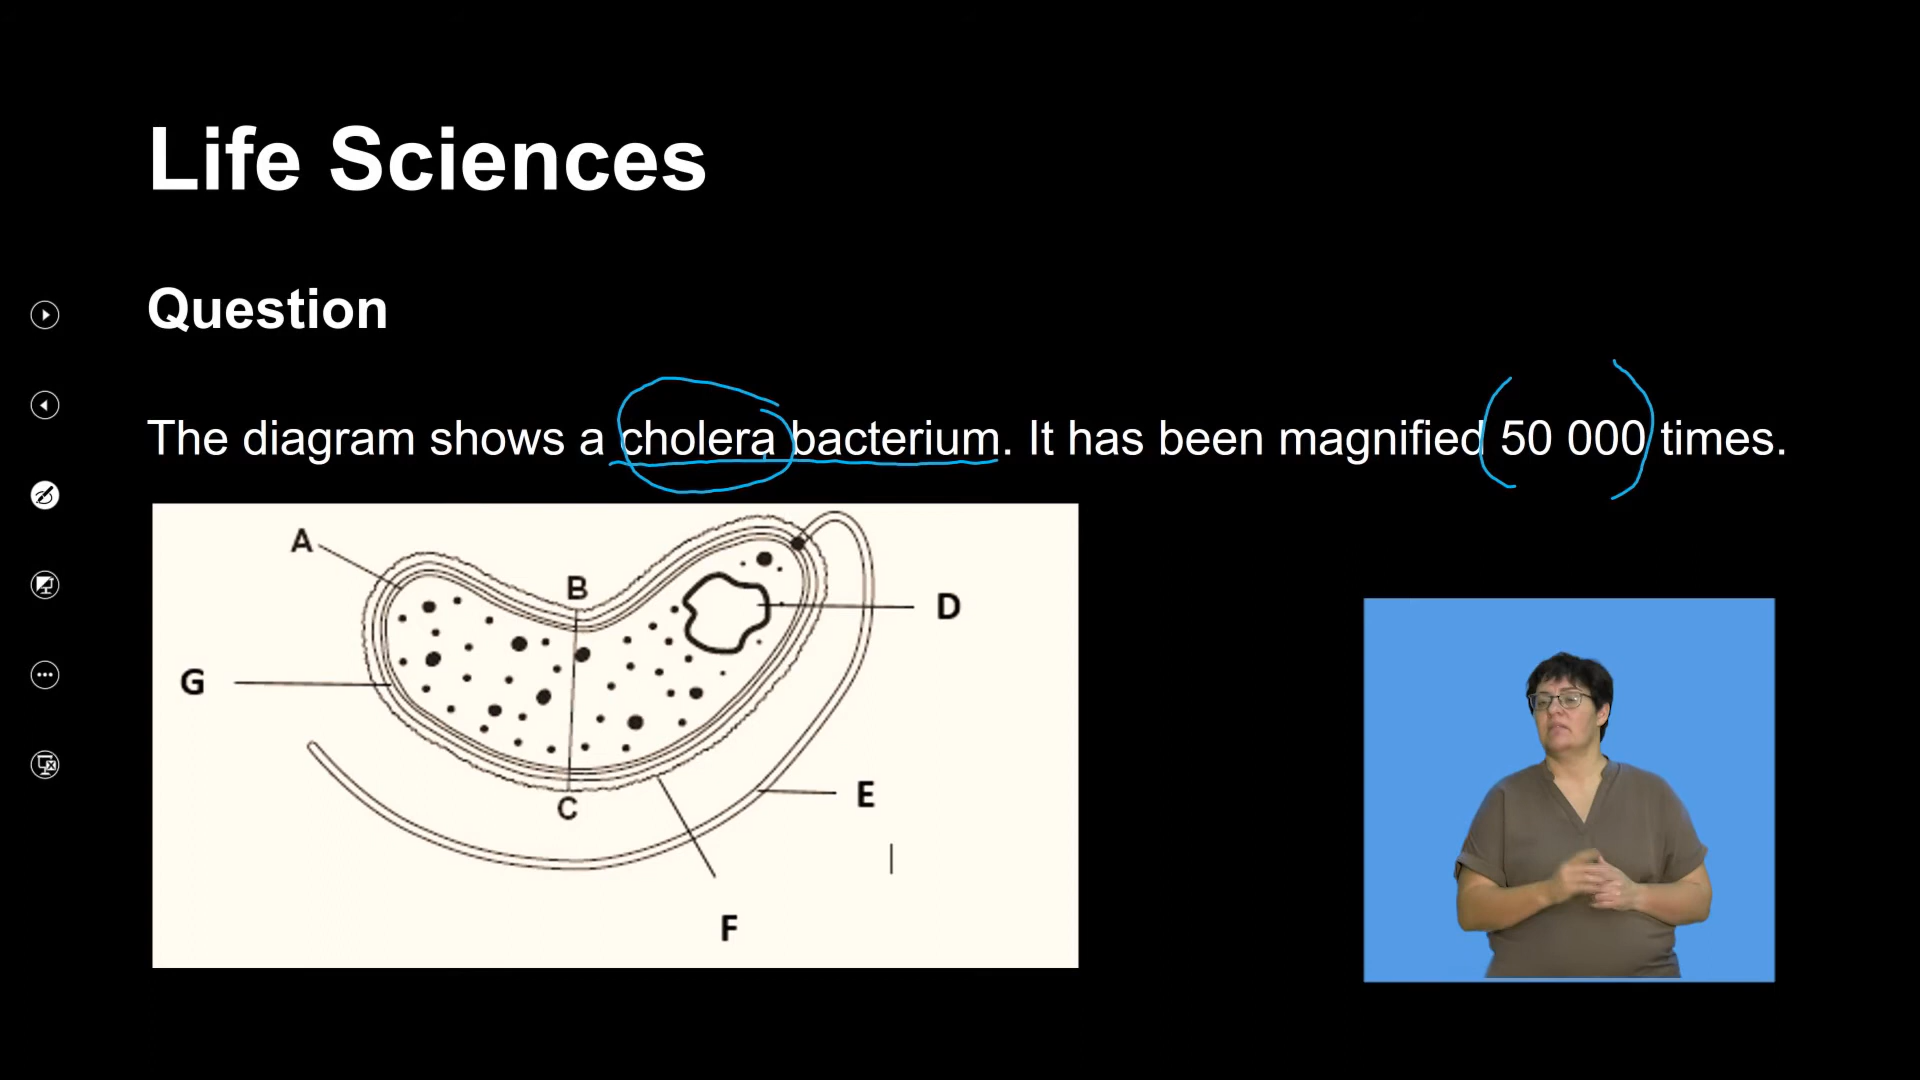 Life Sciences
Question
The diagram shows a cholera bacterium. It has been magnified 50 000 times.
A
B
D
G
C
E
F